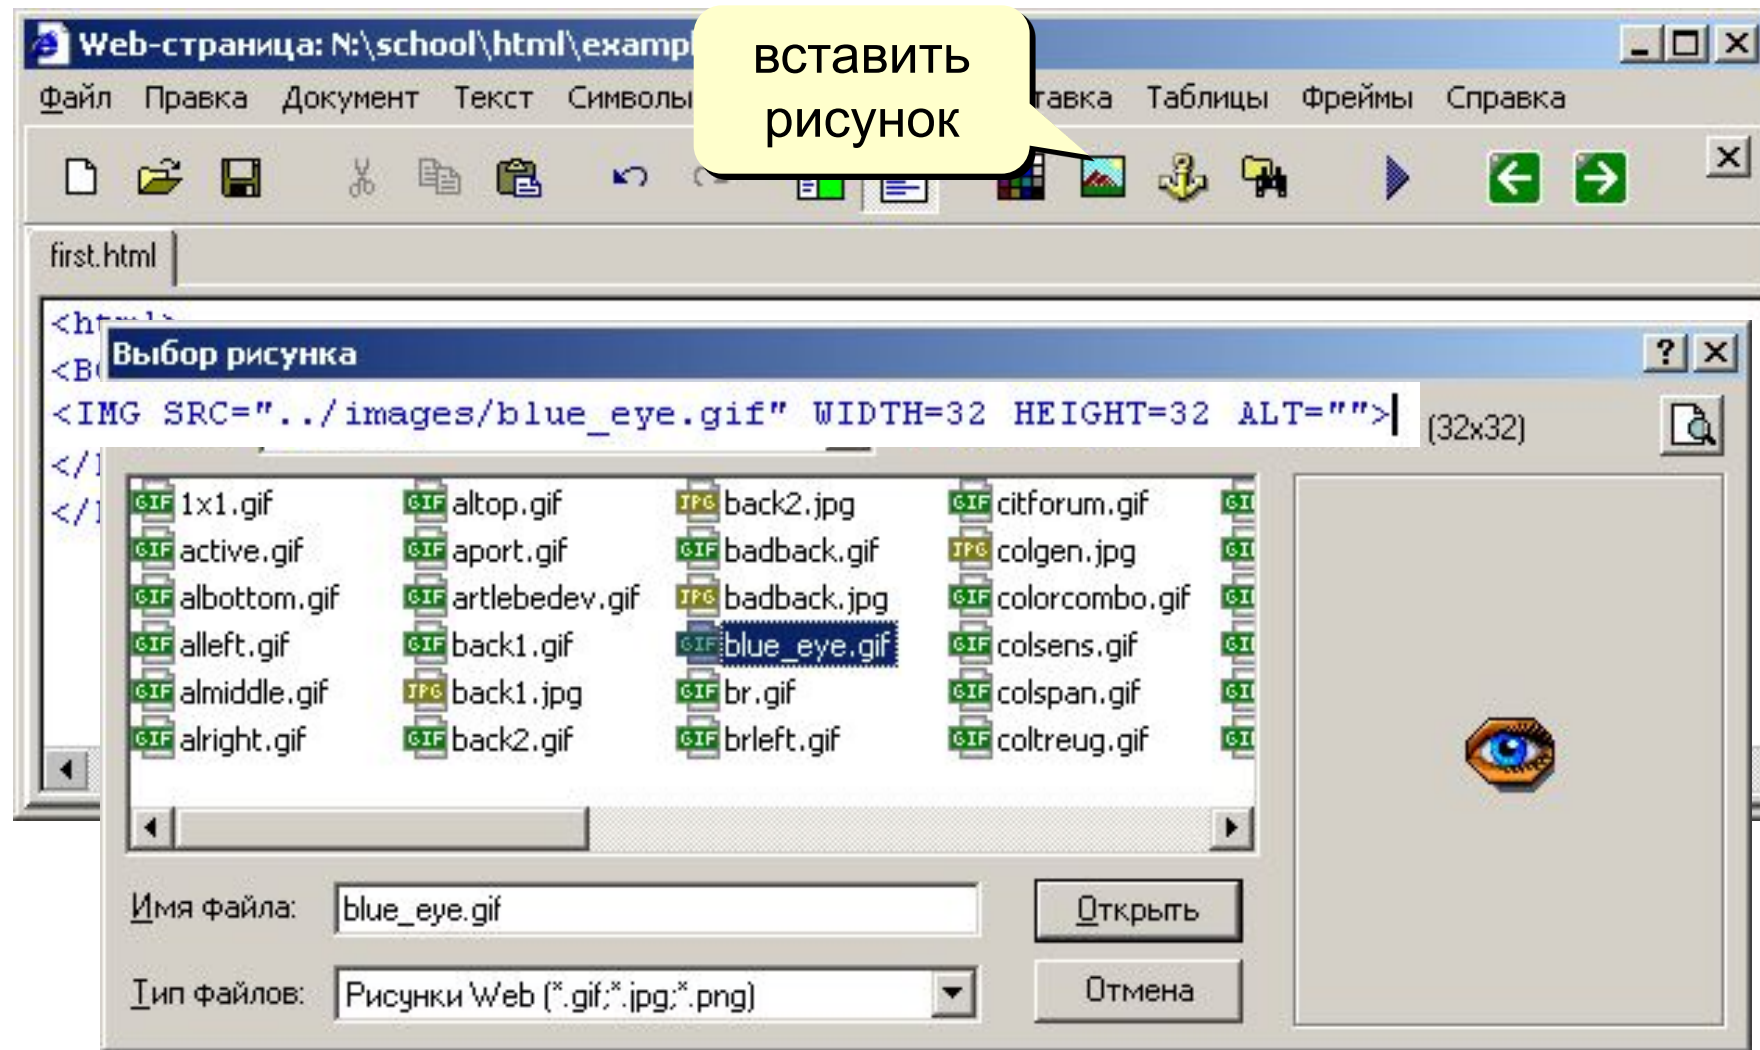 Web-страница: N:\school\html\examp
вставить
рисунок
Файл Правка Документ Текст Символы тавка Таблицы Фреймы Справка
first.html
<html>
Выбор рисунка
<IMG SRC="../images/blue_eye.gif" WIDTH=32 HEIGHT=32 ALT="">
(32x32)
1x1.gif altop.gif back2.jpg citforum.gif
active.gif aport.gif badback.gif colgen.jpg
albottom.gif artlebedev.gif badback.jpg colorcombo.gif
alleft.gif back1.gif blue_eye.gif colsens.gif
almiddle.gif back1.jpg br.gif colspan.gif
alright.gif back2.gif brleft.gif coltreug.gif
Имя файла: blue_eye.gif Открыть
Тип файлов: Рисунки Web (*.gif;*.jpg;*.png) Отмена